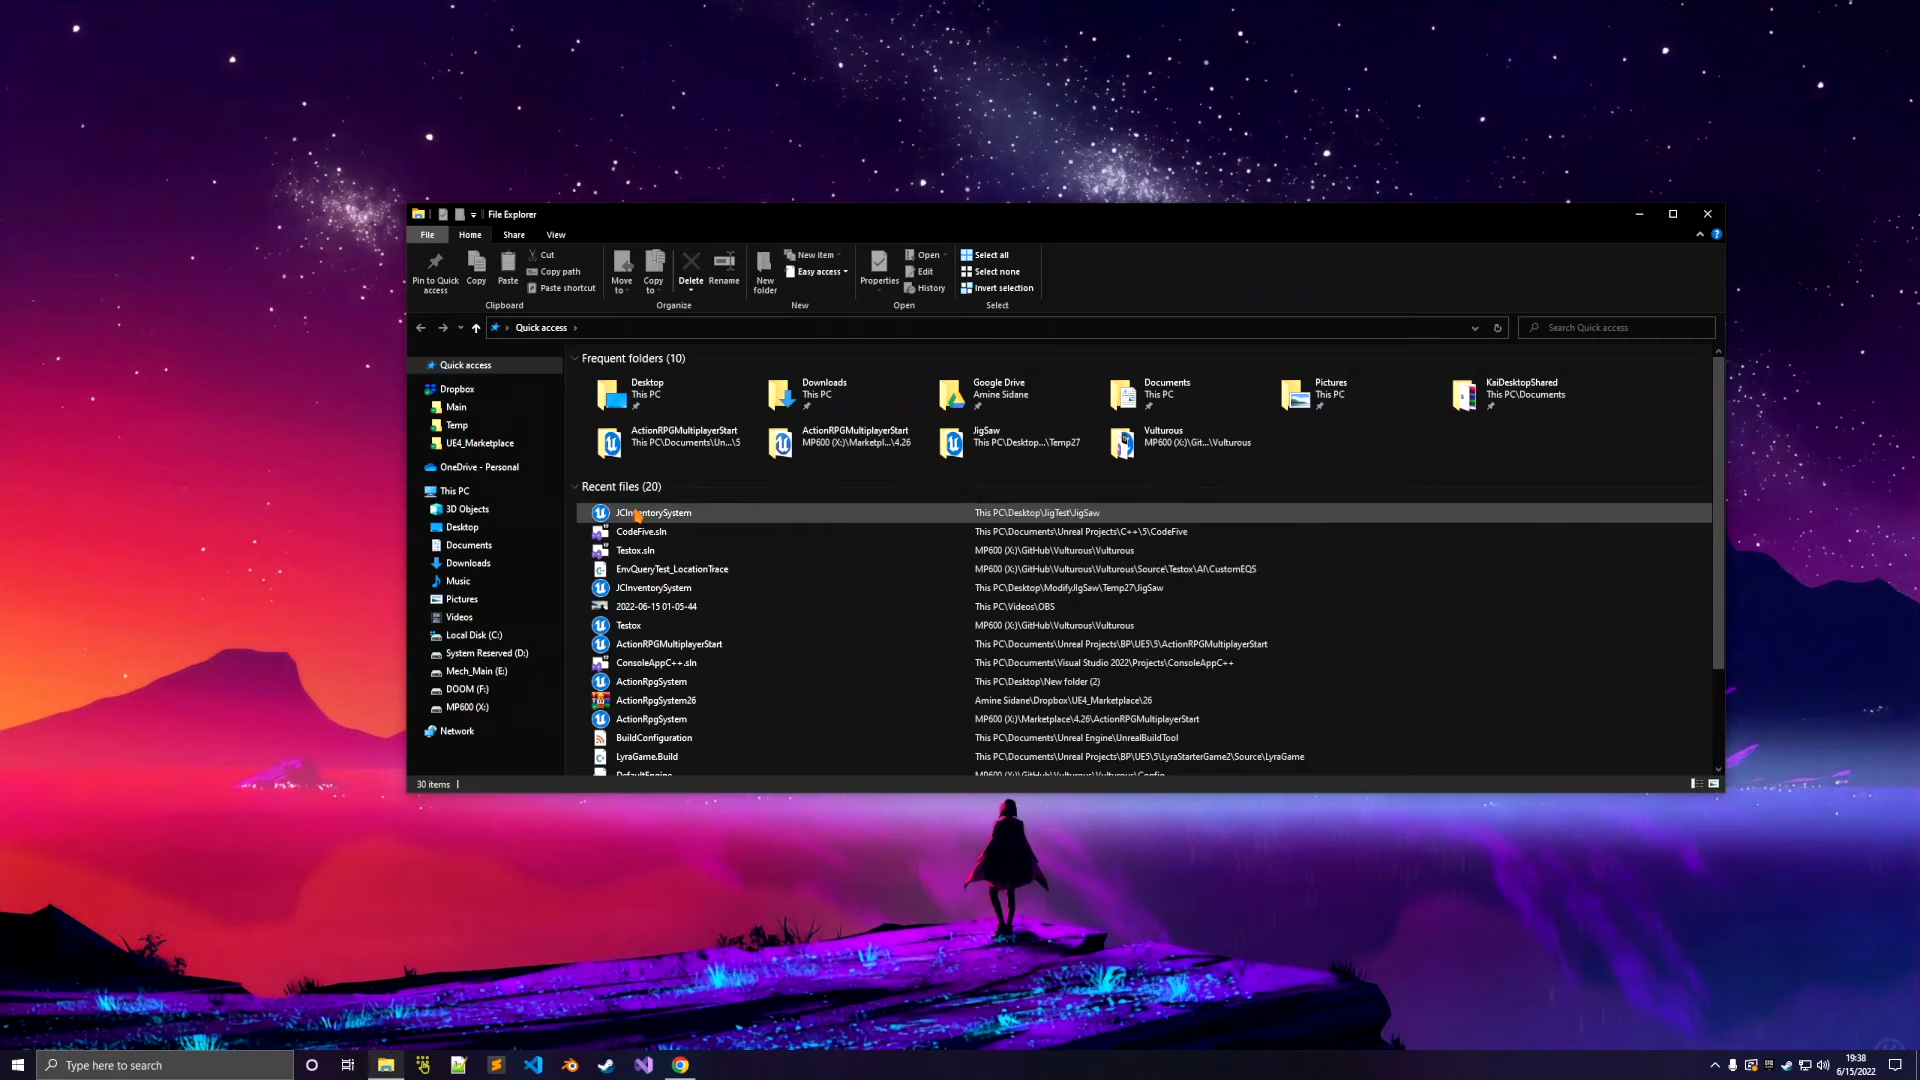 File Explorer
File Home Share View
Pin to Quick access
Copy
Paste
Cut
Copy path
Paste shortcut
Clipboard
Move to
Copy to
Delete
Rename
Organize
New folder
New item
Easy access
New
Properties
Open
Edit
History
Open
Select all
Select none
Invert selection
Select
Quick access
Search Quick access
Quick access
Dropbox
Main
Temp
UE4_Marketplace
OneDrive - Personal
This PC
3D Objects
Desktop
Documents
Downloads
Music
Pictures
Videos
Local Disk (C:)
System Reserved (D:)
Mech_Main (E:)
DOOM (F:)
MP600 (X:)
Network
Frequent folders (10)
Desktop
This PC
Downloads
This PC
Google Drive
Amine Sidane
Documents
This PC
Pictures
This PC
KaiDesktopShared
This PC\Documents
ActionRPGMultiplayerStart
This PC\Documents\Un...\5
ActionRPGMultiplayerStart
MP600 (X:)\Marketpl...\4.26
JigSaw
This PC\Desktop...\Temp27
Vulturous
MP600 (X:)\Git...\Vulturous
Recent files (20)
JCInventorySystem This PC\Desktop\JigTest\JigSaw
CodeFive.sln This PC\Documents\Unreal Projects\C++\5\CodeFive
Testox.sln MP600 (X:)\GitHub\Vulturous\Vulturous
EnvQueryTest_LocationTrace MP600 (X:)\GitHub\Vulturous\Vulturous\Source\Testox\AI\CustomEQS
JCInventorySystem This PC\Desktop\ModifyJIgSaw\Temp27\JigSaw
2022-06-15 01-05-44 This PC\Videos\OBS
Testox MP600 (X:)\GitHub\Vulturous\Vulturous
ActionRPGMultiplayerStart This PC\Documents\Unreal Projects\BP\UE5\5\ActionRPGMultiplayerStart
ConsoleAppC++.sln This PC\Documents\Visual Studio 2022\Projects\ConsoleAppC++
ActionRpgSystem This PC\Desktop\New folder (2)
ActionRpgSystem26 Amine Sidane\Dropbox\UE4_Marketplace\26
ActionRpgSystem MP600 (X:)\Marketplace\4.26\ActionRPGMultiplayerStart
BuildConfiguration This PC\Documents\Unreal Engine\UnrealBuildTool
LyraGame.Build This PC\Documents\Unreal Projects\BP\UE5\5\LyraStarterGame2\Source\LyraGame
DefaultEngine MP600 (X:)\GitHub\Vulturous\Vulturous\Config
30 items
Type here to search
19:38
6/15/2022